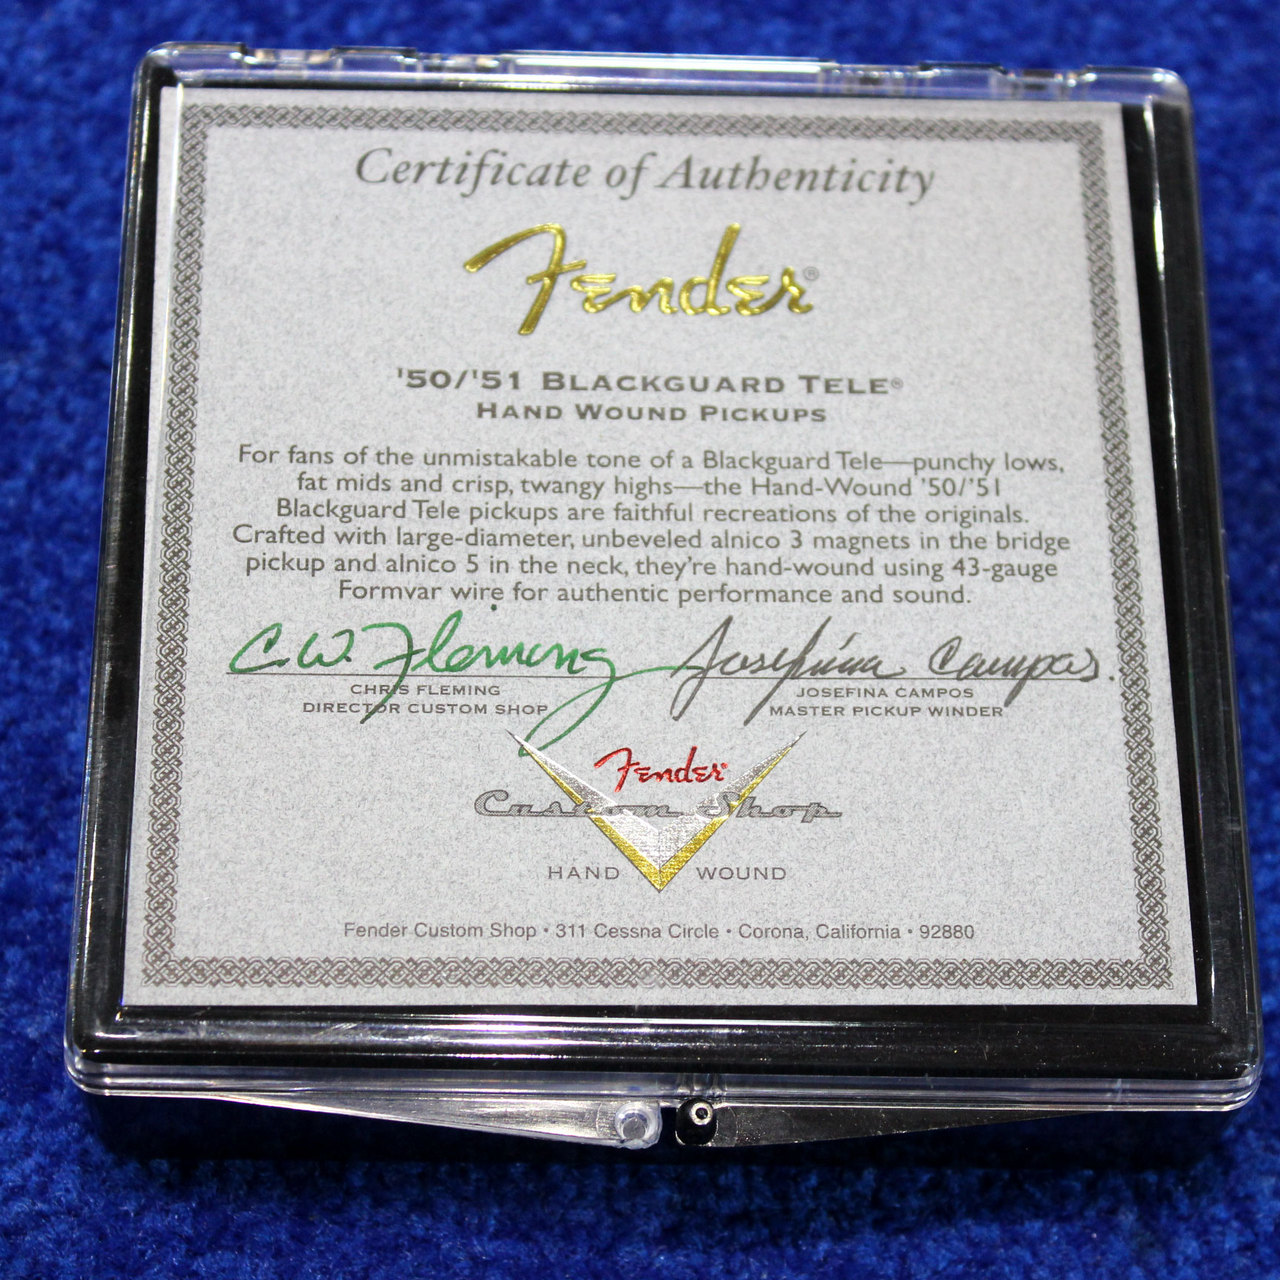 Certificate of Authenticity
Fender®
'50/'51 BLACKGUARD TELE®
HAND WOUND PICKUPS
For fans of the unmistakable tone of a Blackguard Tele—punchy lows,
fat mids and crisp, twangy highs—the Hand-Wound '50/'51
Blackguard Tele pickups are faithful recreations of the originals.
Crafted with large-diameter, unbeveled alnico 3 magnets in the bridge
pickup and alnico 5 in the neck, they're hand-wound using 43-gauge
Formvar wire for authentic performance and sound.
C.W. Fleming Josefina Campos.
CHRIS FLEMING JOSEFINA CAMPOS
DIRECTOR CUSTOM SHOP MASTER PICKUP WINDER
Fender®
Custom Shop
HAND WOUND
Fender Custom Shop • 311 Cessna Circle • Corona, California • 92880